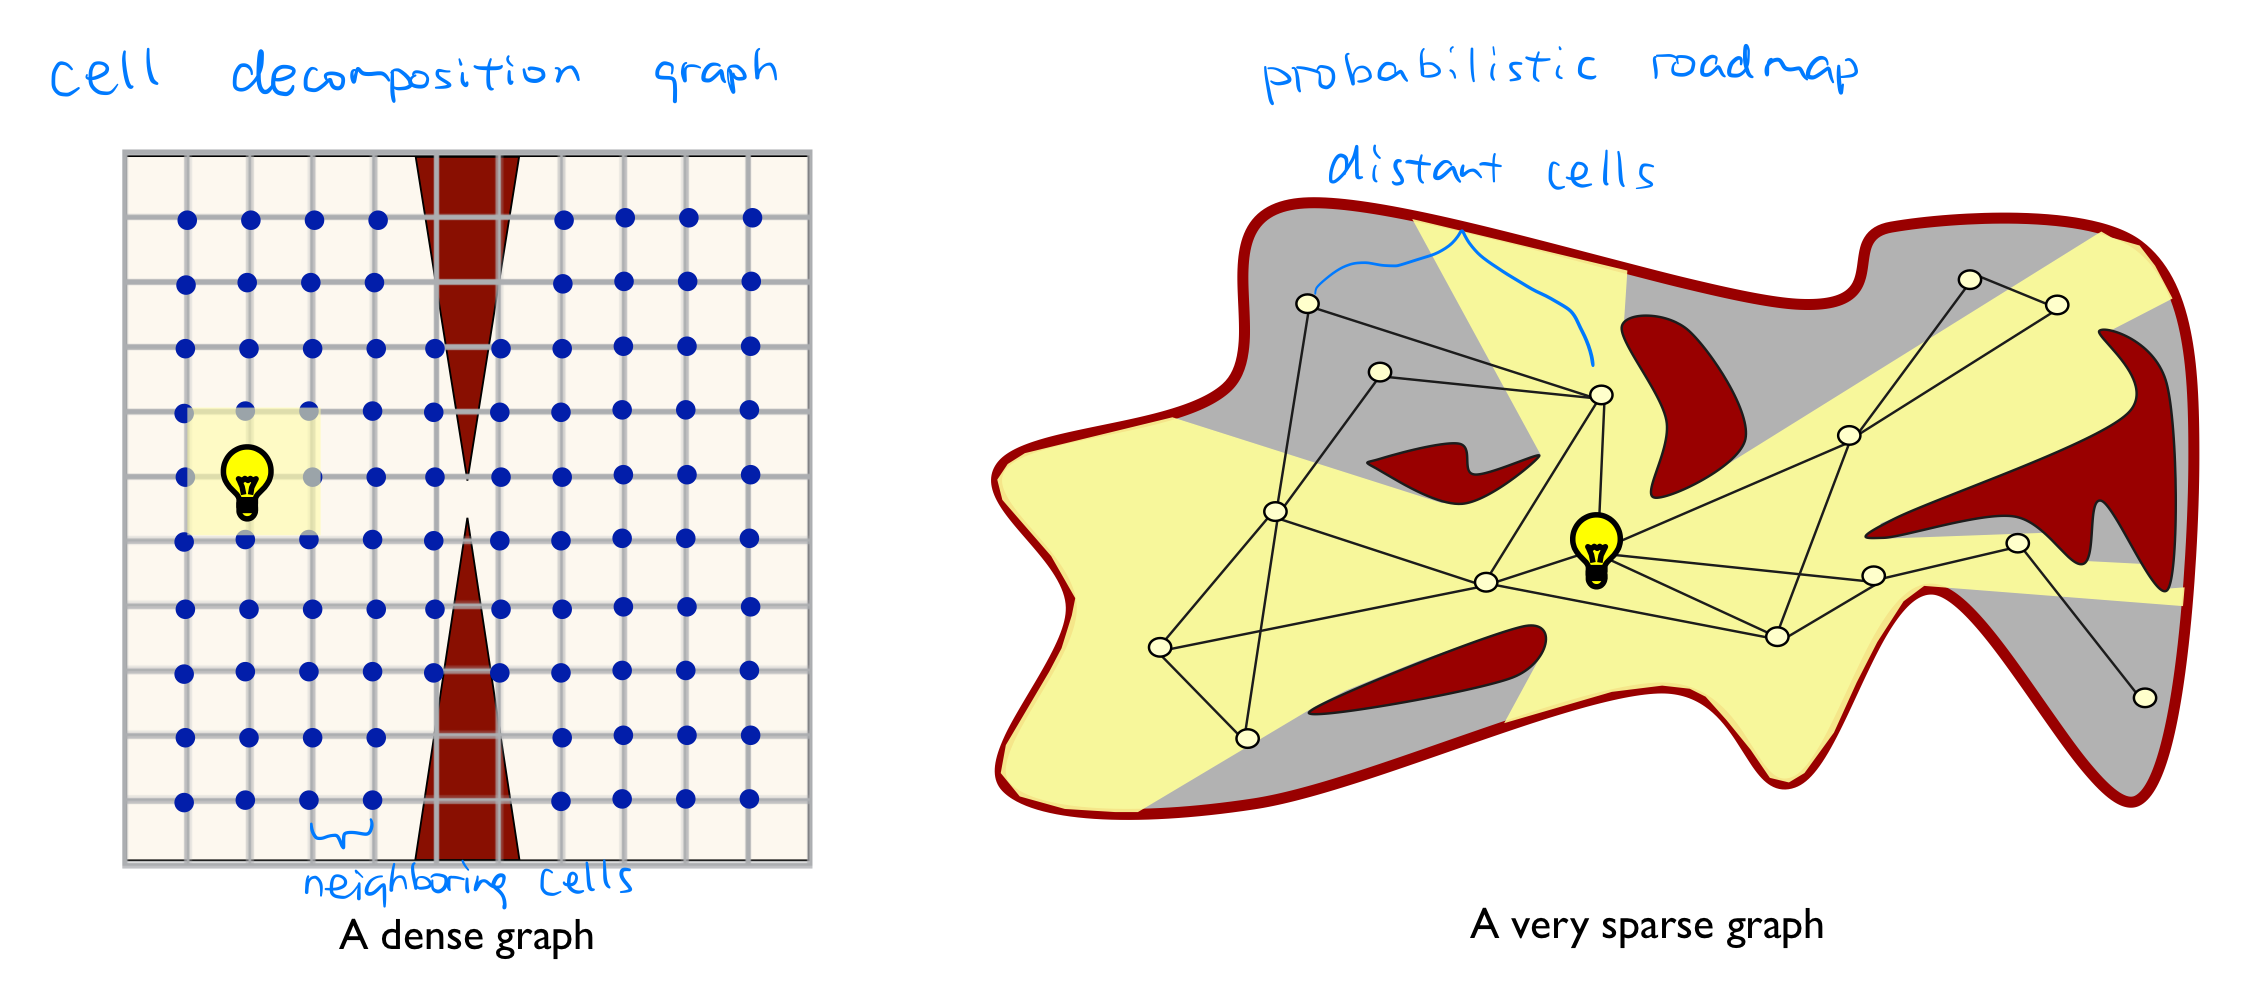 cell decomposition graph
neighboring cells
A dense graph
probabilistic roadmap
distant cells
A very sparse graph